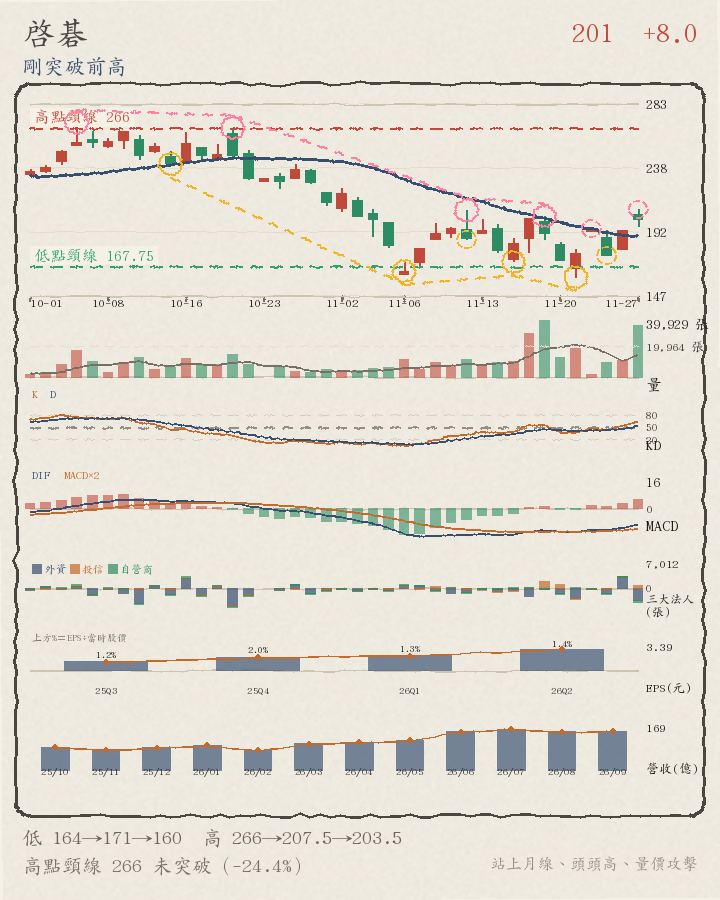 啓碁
201 +8.0
剛突破前高
高點頸線 266
低點頸線 167.75
283
238
192
147
10-01 10-08 10-16 10-23 11-02 11-06 11-13 11-20 11-27
39,929 張
19,964 張
量
K D
80
50
20
KD
DIF MACD×2
16
0
MACD
外資 投信 自營商
7,012
0
三大法人
(張)
上方%=EPS÷當時股價
1.2% 2.0% 1.3% 1.4%
3.39
25Q3 25Q4 26Q1 26Q2
EPS(元)
169
25/10 25/11 25/12 26/01 26/02 26/03 26/04 26/05 26/06 26/07 26/08 26/09
營收(億)
低 164→171→160 高 266→207.5→203.5
高點頸線 266 未突破 (-24.4%)
站上月線、頭頭高、量價攻擊